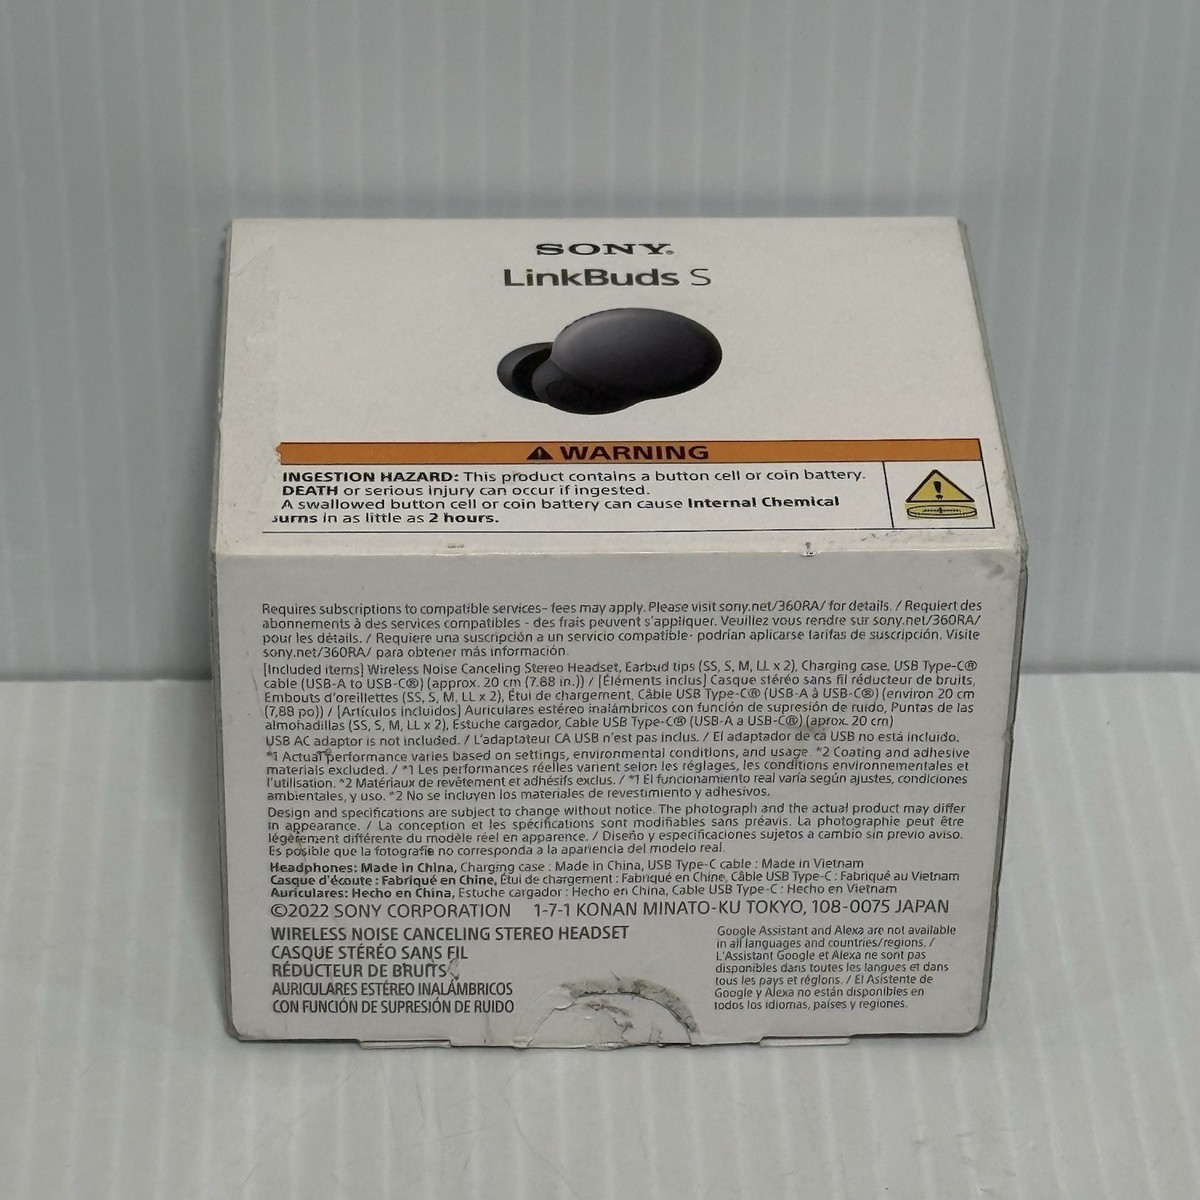 SONY®
LinkBuds S
WARNING
INGESTION HAZARD: This product contains a button cell or coin battery.
DEATH or serious injury can occur if ingested.
A swallowed button cell or coin battery can cause Internal Chemical
urns in as little as 2 hours.
Requires subscriptions to compatible services- fees may apply. Please visit sony.net/360RA/ for details. / Requiert des
abonnements à des services compatibles - des frais peuvent s'appliquer. Veuillez vous rendre sur sony.net/360RA/
pour les détails. / Requiere una suscripción a un servicio compatible- podrían aplicarse tarifas de suscripción. Visite
sony.net/360RA/ para obtener más información.
[Included items] Wireless Noise Canceling Stereo Headset, Earbud tips (SS, S, M, LL x 2), Charging case, USB Type-C®
cable (USB-A to USB-C®) (approx. 20 cm (7.88 in.)) / [Éléments inclus] Casque stéréo sans fil réducteur de bruits,
Embouts d'oreillettes (SS, S, M, LL x 2), Étui de chargement, Câble USB Type-C® (USB-A à USB-C®) (environ 20 cm
(7,88 po)) / [Artículos incluidos] Auriculares estéreo inalámbricos con función de supresión de ruido, Puntas de las
almohadillas (SS, S, M, LL x 2), Estuche cargador, Cable USB Type-C® (USB-A a USB-C®) (aprox. 20 cm)
USB AC adaptor is not included. / L'adaptateur CA USB n'est pas inclus. / El adaptador de ca USB no está incluido.
*1 Actual performance varies based on settings, environmental conditions, and usage. *2 Coating and adhesive
materials excluded. / *1 Les performances réelles varient selon les réglages, les conditions environnementales et
l'utilisation. *2 Matériaux de revêtement et adhésifs exclus. / *1 El funcionamiento real varía según ajustes, condiciones
ambientales, y uso. *2 No se incluyen los materiales de revestimiento y adhesivos.
Design and specifications are subject to change without notice. The photograph and the actual product may differ
in appearance. / La conception et les spécifications sont modifiables sans préavis. La photographie peut être
légèrement différente du modèle réel en apparence. / Diseño y especificaciones sujetos a cambio sin previo aviso.
Es posible que la fotografía no corresponda a la apariencia del modelo real.
Headphones: Made in China, Charging case : Made in China, USB Type-C cable : Made in Vietnam
Casque d'écoute : Fabriqué en Chine, Étui de chargement : Fabriqué en Chine, Câble USB Type-C : Fabriqué au Vietnam
Auriculares: Hecho en China, Estuche cargador : Hecho en China, Cable USB Type-C : Hecho en Vietnam
©2022 SONY CORPORATION 1-7-1 KONAN MINATO-KU TOKYO, 108-0075 JAPAN
WIRELESS NOISE CANCELING STEREO HEADSET
CASQUE STÉRÉO SANS FIL
RÉDUCTEUR DE BRUITS
AURICULARES ESTÉREO INALÁMBRICOS
CON FUNCIÓN DE SUPRESIÓN DE RUIDO
Google Assistant and Alexa are not available
in all languages and countries/regions. /
L'Assistant Google et Alexa ne sont pas
disponibles dans toutes les langues et dans
tous les pays et régions. / El Asistente de
Google y Alexa no están disponibles en
todos los idiomas, países y regiones.